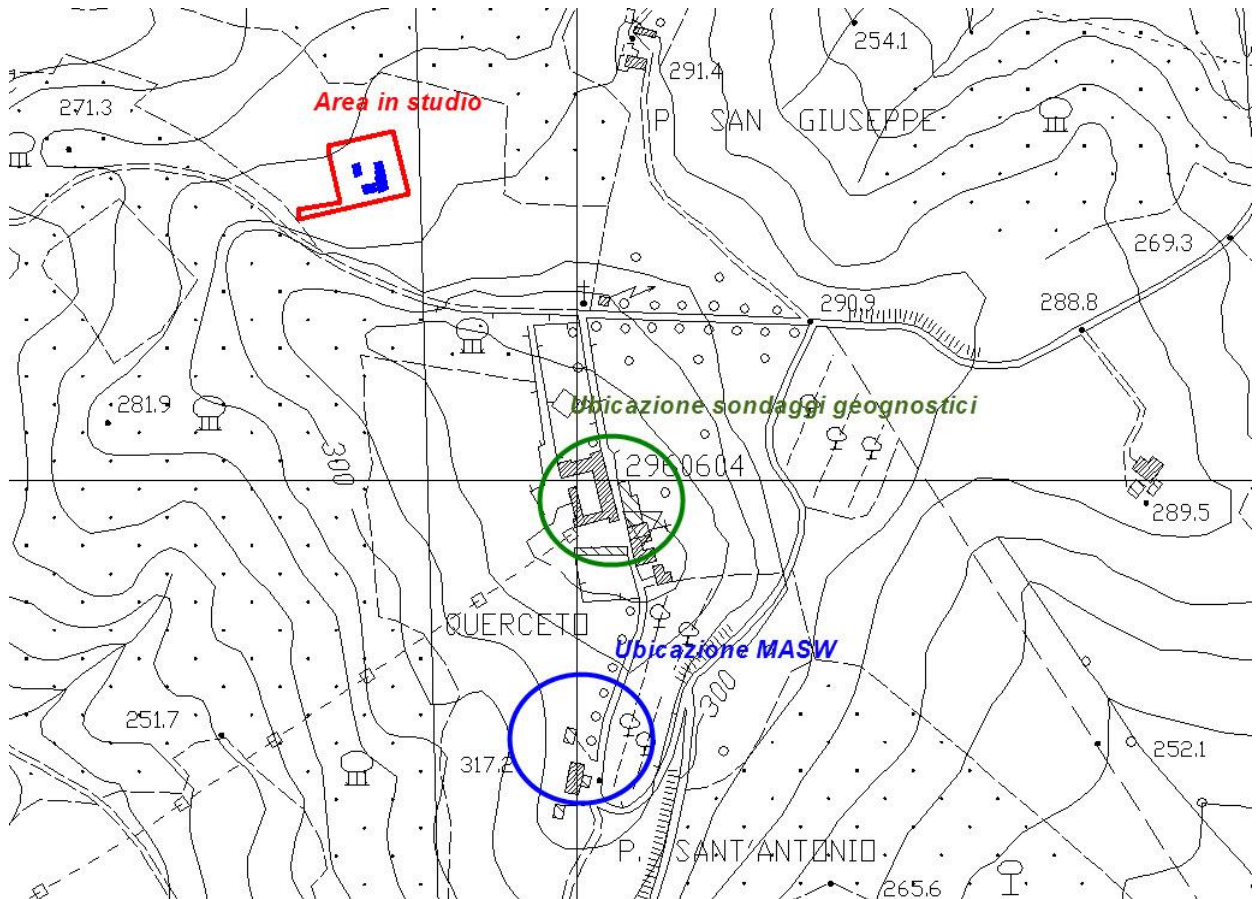 254.1
291.4
271.3
Area in studio
P. SAN GIUSEPPE
269.3
290.9
288.8
281.9
Ubicazione sondaggi geognostici
300
2960604
289.5
QUERCETO
Ubicazione MASW
300
251.7
252.1
317.2
P. SANT'ANTONIO
265.6